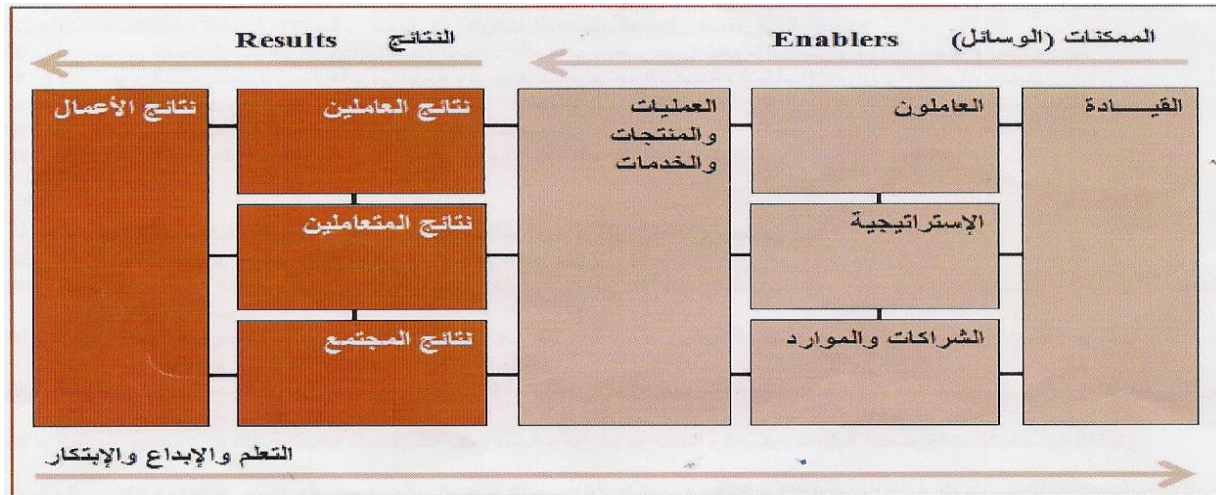 الممكنات (الوسائل) Enablers
النتائج Results
القيـــادة
العاملون
الإستراتيجية
الشراكات والموارد
العمليات
والمنتجات
والخدمات
نتائج العاملين
نتائج المتعاملين
نتائج المجتمع
نتائج الأعمال
التعلم والإبداع والإبتكار